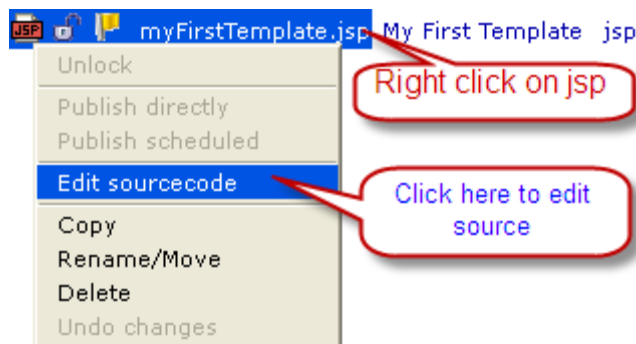 JSP myFirstTemplate.jsp My First Template jsp
Unlock
Right click on jsp
Publish directly
Publish scheduled
Edit sourcecode
Click here to edit
source
Copy
Rename/Move
Delete
Undo changes